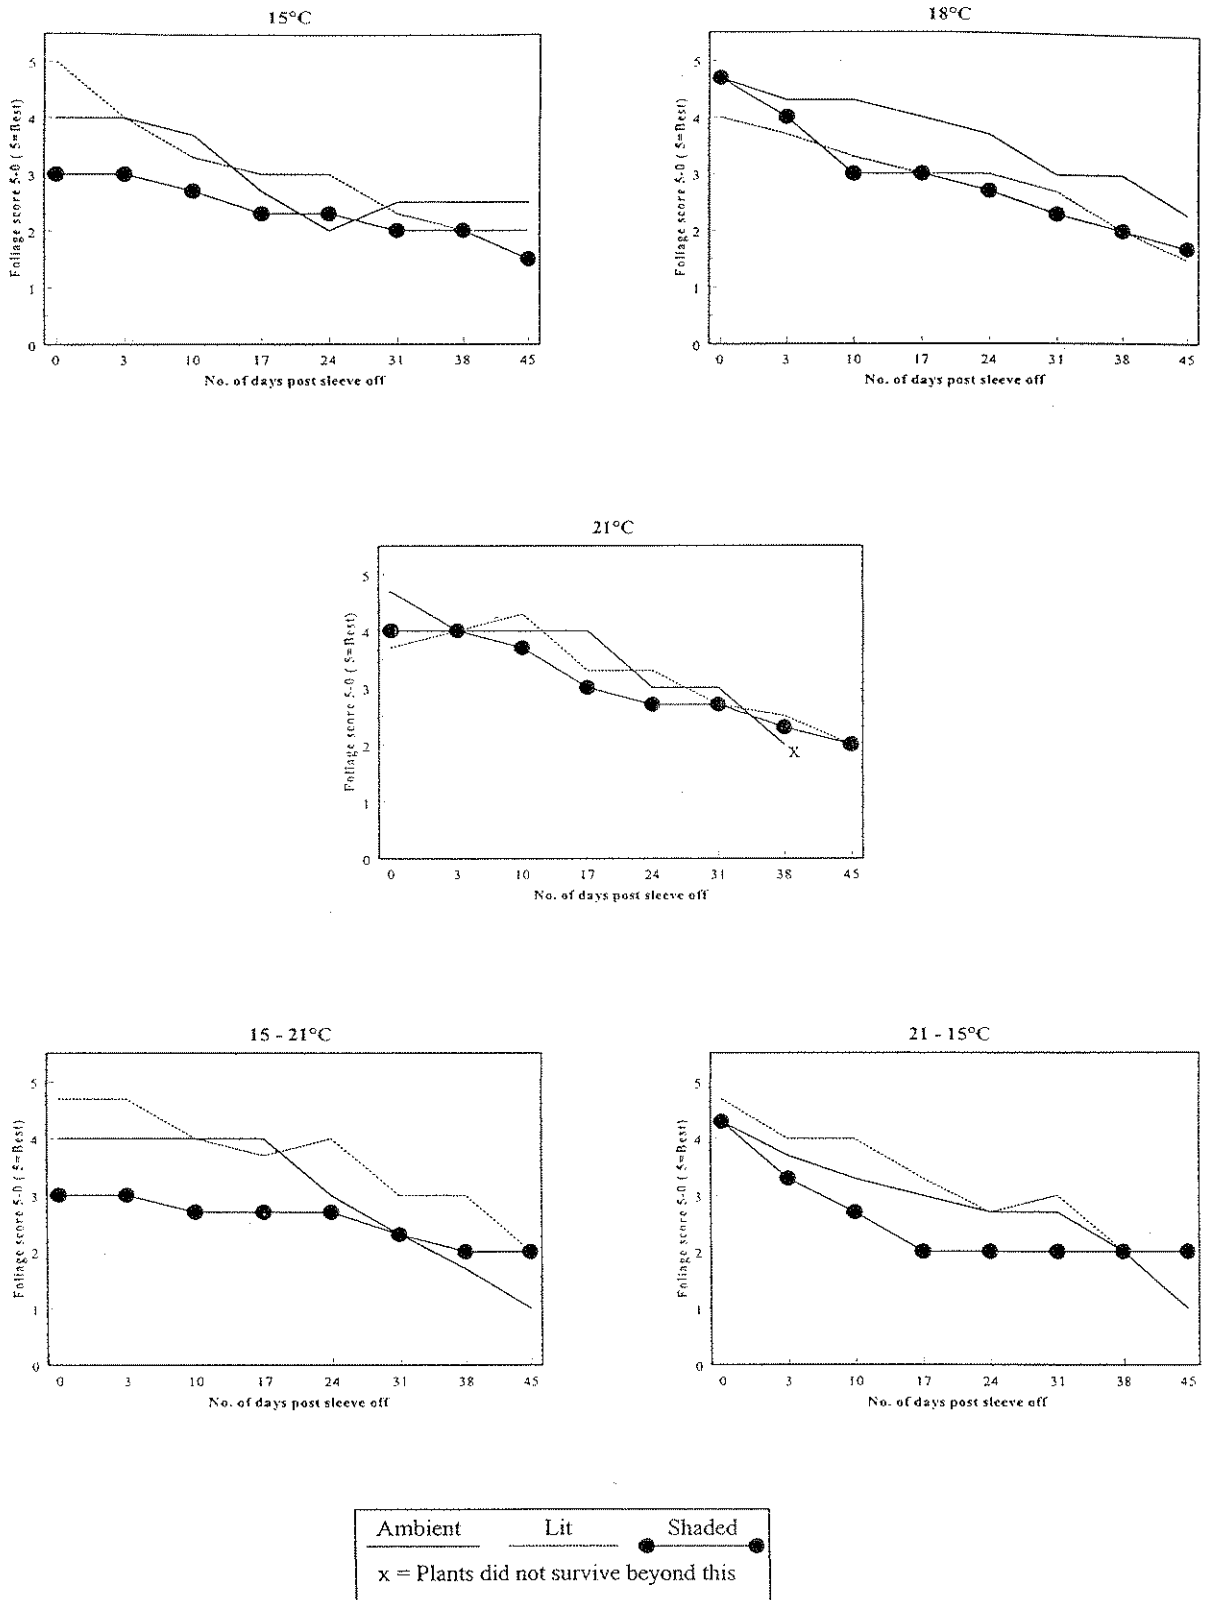 15°C
Foliage score 5-0 ( 5=Best)
5
4
3
2
1
0
0 3 10 17 24 31 38 45
No. of days post sleeve off
18°C
Foliage score 5-0 ( 5=Best)
5
4
3
2
1
0
0 3 10 17 24 31 38 45
No. of days post sleeve off
21°C
Foliage score 5-0 ( 5=Best)
5
4
3
2
1
0
x
0 3 10 17 24 31 38 45
No. of days post sleeve off
15 - 21°C
Foliage score 5-0 ( 5=Best)
5
4
3
2
1
0
0 3 10 17 24 31 38 45
No. of days post sleeve off
21 - 15°C
Foliage score 5-0 ( 5=Best)
5
4
3
2
1
0
0 3 10 17 24 31 38 45
No. of days post sleeve off
Ambient Lit Shaded
x = Plants did not survive beyond this